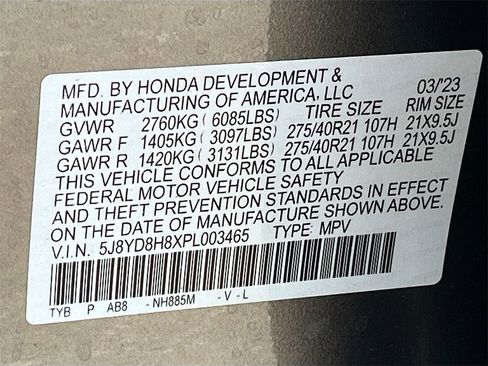 MFD. BY HONDA DEVELOPMENT &
MANUFACTURING OF AMERICA, LLC 03/'23
GVWR 2760KG (6085LBS) TIRE SIZE RIM SIZE
GAWR F 1405KG (3097LBS) 275/40R21 107H 21X9.5J
GAWR R 1420KG (3131LBS) 275/40R21 107H 21X9.5J
THIS VEHICLE CONFORMS TO ALL APPLICABLE
FEDERAL MOTOR VEHICLE SAFETY
AND THEFT PREVENTION STANDARDS IN EFFECT
ON THE DATE OF MANUFACTURE SHOWN ABOVE.
V.I.N. 5J8YD8H8XPL003465 TYPE: MPV
TYB P AB8 - NH885M - V - L